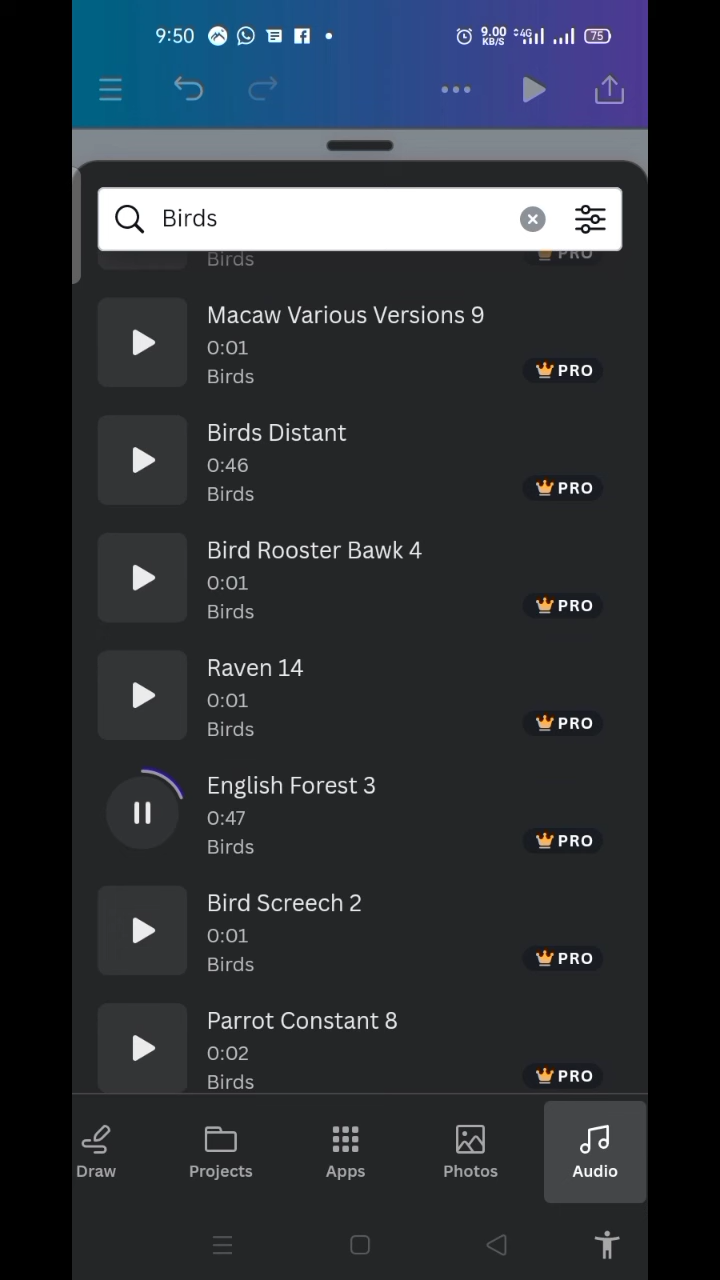 9:50
9.00
KB/S
4G
75
Birds
Birds
PRO
Macaw Various Versions 9
0:01
Birds
PRO
Birds Distant
0:46
Birds
PRO
Bird Rooster Bawk 4
0:01
Birds
PRO
Raven 14
0:01
Birds
PRO
English Forest 3
0:47
Birds
PRO
Bird Screech 2
0:01
Birds
PRO
Parrot Constant 8
0:02
Birds
PRO
Draw
Projects
Apps
Photos
Audio